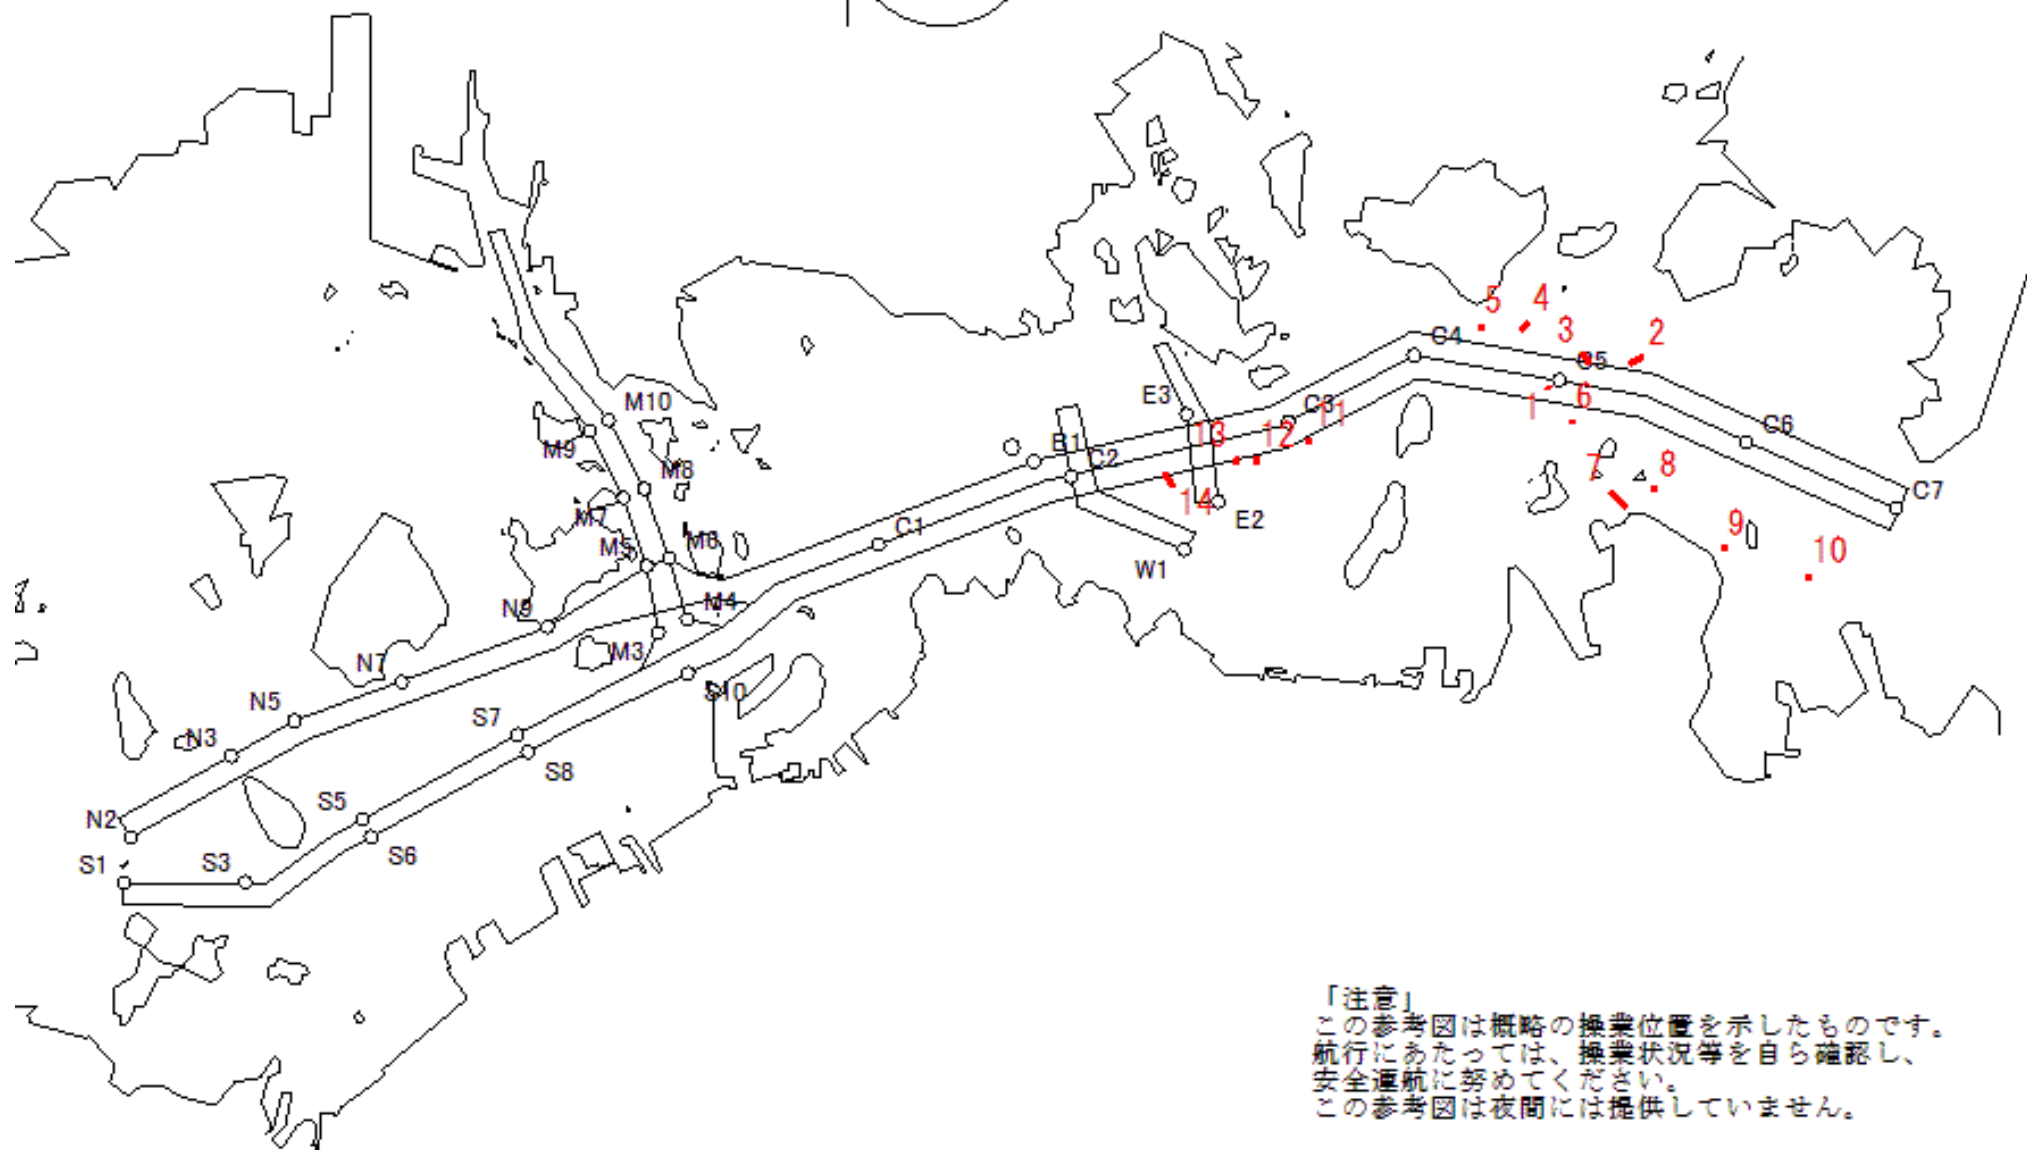 5
4
3
2
C4
C5
1
6
M10
E3
C3
11
13
12
C6
M9
B1
C2
M8
7
8
14
C7
M7
E2
C1
9
M5
M6
W1
10
N9
M4
M3
N7
S10
N5
S7
N3
S8
S5
N2
S6
S1
S3
「注意」
この参考図は概略の操業位置を示したものです。
航行にあたっては、操業状況等を自ら確認し、
安全運航に努めてください。
この参考図は夜間には提供していません。